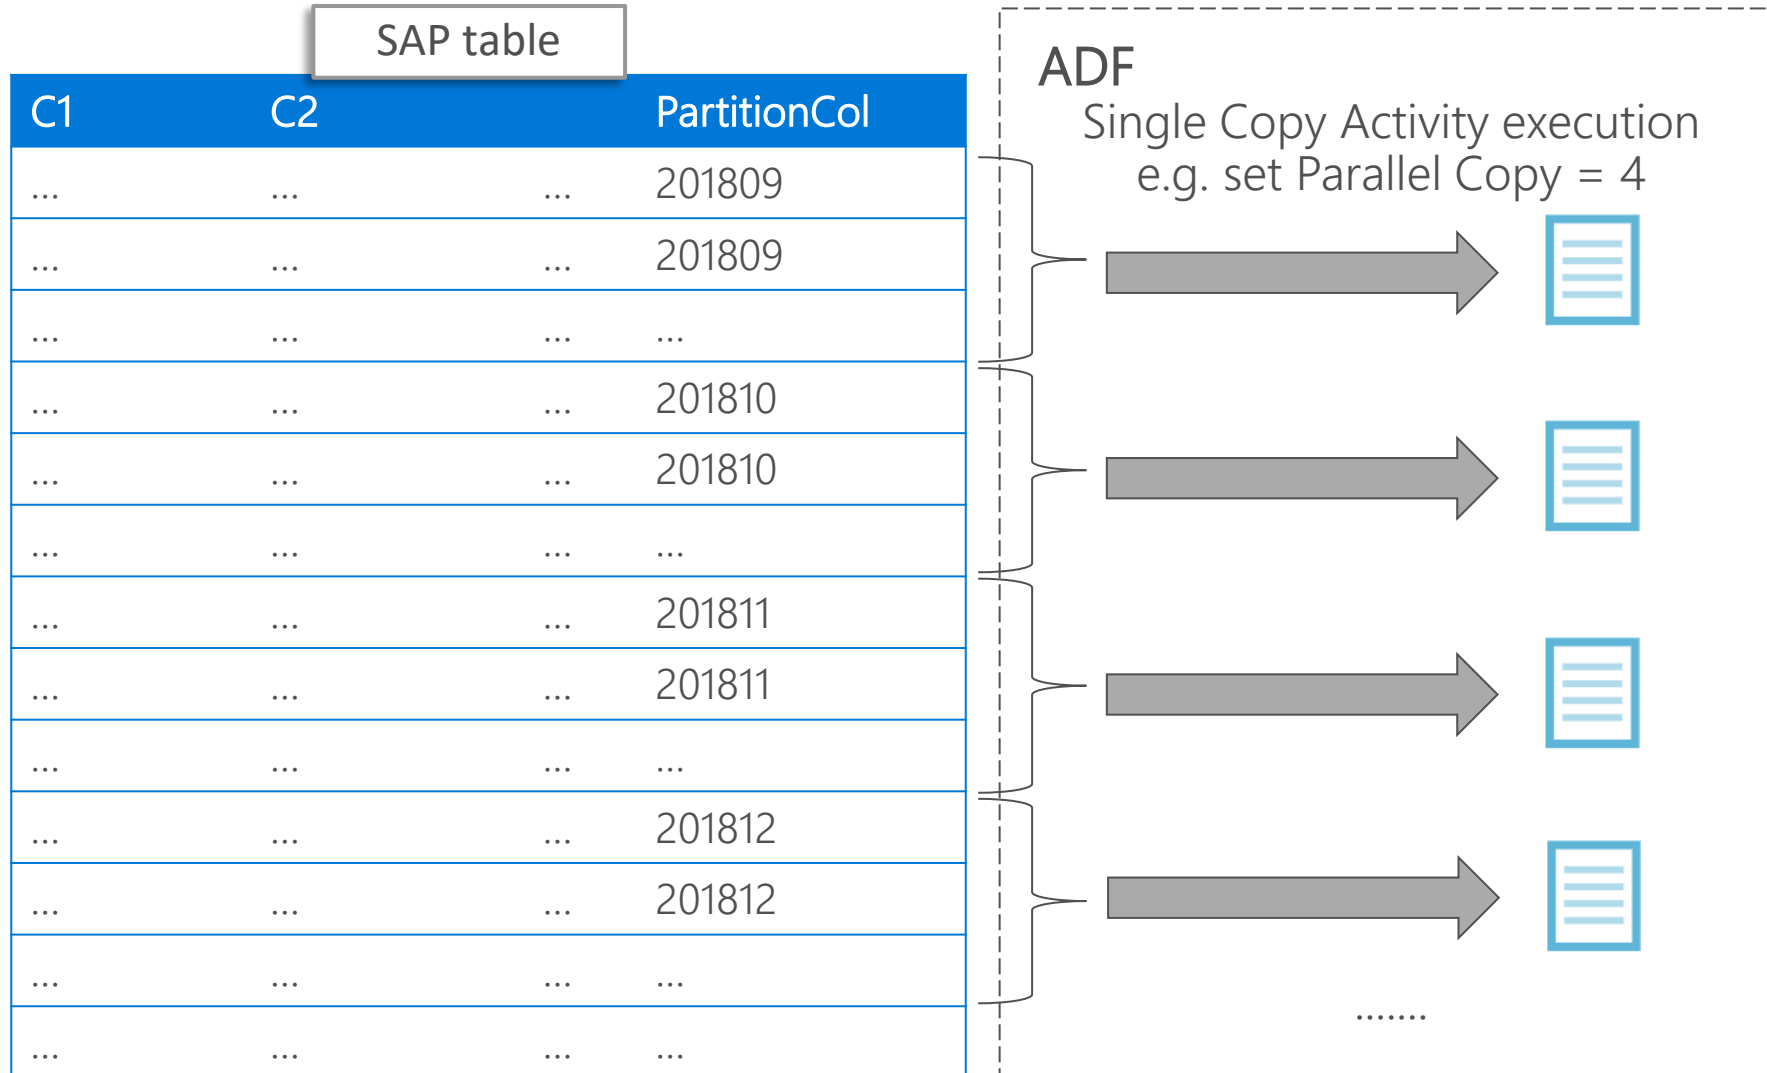 SAP table
C1 C2 PartitionCol
... ... ... 201809
... ... ... 201809
... ... ... ...
... ... ... 201810
... ... ... 201810
... ... ... ...
... ... ... 201811
... ... ... 201811
... ... ... ...
... ... ... 201812
... ... ... 201812
... ... ... ...
... ... ... ...
ADF
Single Copy Activity execution
e.g. set Parallel Copy = 4
.......